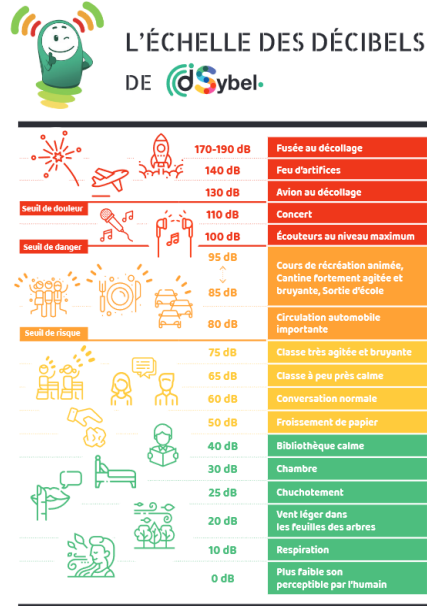 L'ÉCHELLE DES DÉCIBELS
DE dSybel
170-190 dB Fusée au décollage
140 dB Feu d'artifices
130 dB Avion au décollage
Seuil de douleur
110 dB Concert
100 dB Écouteurs au niveau maximum
Seuil de danger
95 dB
85 dB
Cours de récréation animée,
Cantine fortement agitée et
bruyante, Sortie d'école
80 dB
Circulation automobile
importante
Seuil de risque
75 dB Classe très agitée et bruyante
65 dB Classe à peu près calme
60 dB Conversation normale
50 dB Froissement de papier
40 dB Bibliothèque calme
30 dB Chambre
25 dB Chuchotement
20 dB
Vent léger dans
les feuilles des arbres
10 dB Respiration
0 dB
Plus faible son
perceptible par l'humain